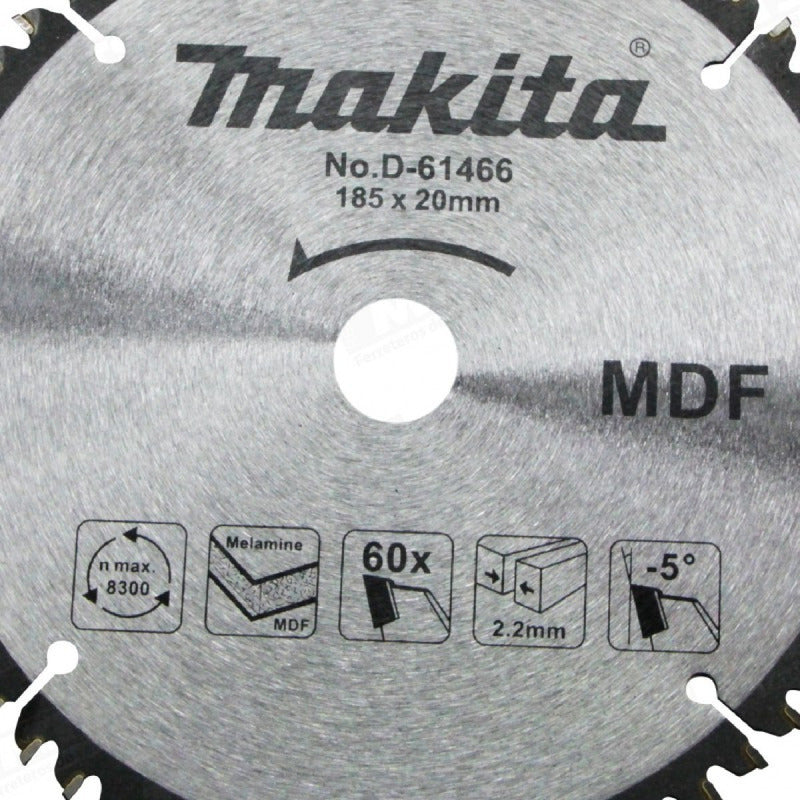 makita®
No.D-61466
185 x 20mm
MDF
n max.
8300
Melamine
MDF
60x
2.2mm
-5°